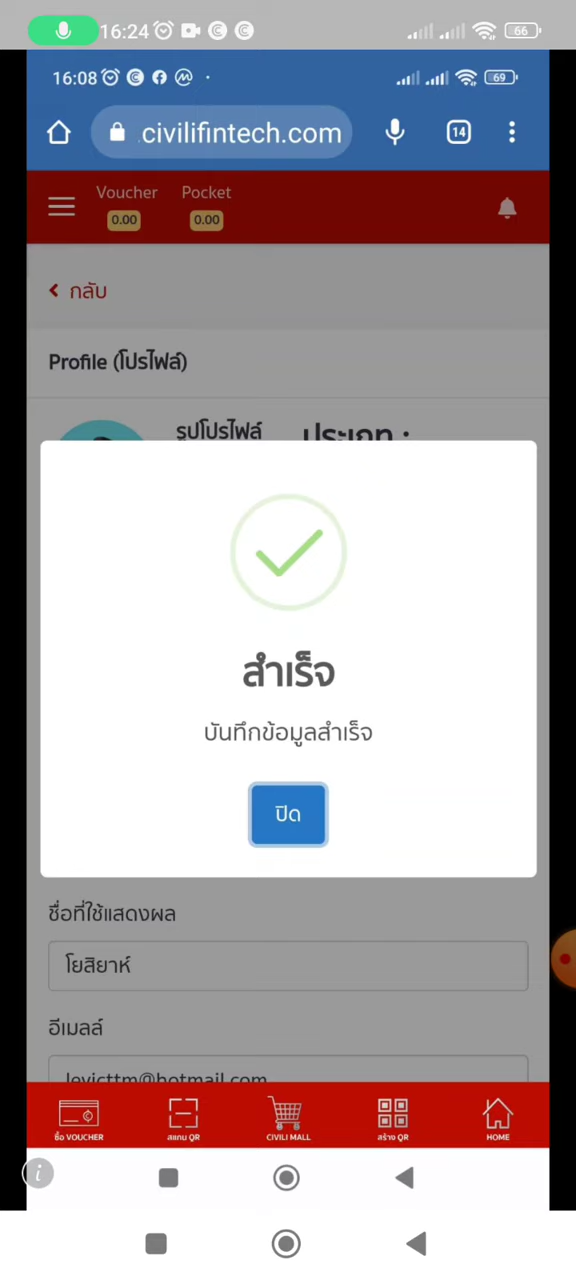 16:24 66
16:08 69
.civilifintech.com 14
Voucher Pocket
0.00 0.00
กลับ
Profile (โปรไฟล์)
รูปโปรไฟล์ ประเภท :
สำเร็จ
บันทึกข้อมูลสำเร็จ
ปิด
ชื่อที่ใช้แสดงผล
โยสิยาห์
อีเมลล์
levicttm@hotmail.com
ซื้อ VOUCHER สแกน QR CIVILI MALL สร้าง QR HOME